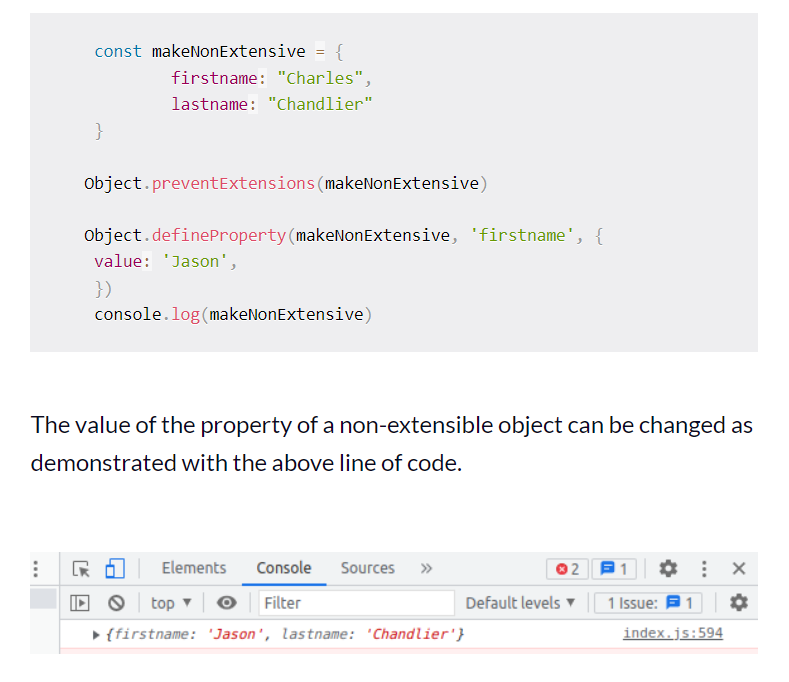 const makeNonExtensive = {
firstname: "Charles",
lastname: "Chandlier"
}
Object.preventExtensions(makeNonExtensive)
Object.defineProperty(makeNonExtensive, 'firstname', {
value: 'Jason',
})
console.log(makeNonExtensive)
The value of the property of a non-extensible object can be changed as
demonstrated with the above line of code.
Elements Console Sources » 2 1
top ▼ Filter Default levels ▼ 1 Issue: 1
▶ {firstname: 'Jason', lastname: 'Chandlier'} index.js:594